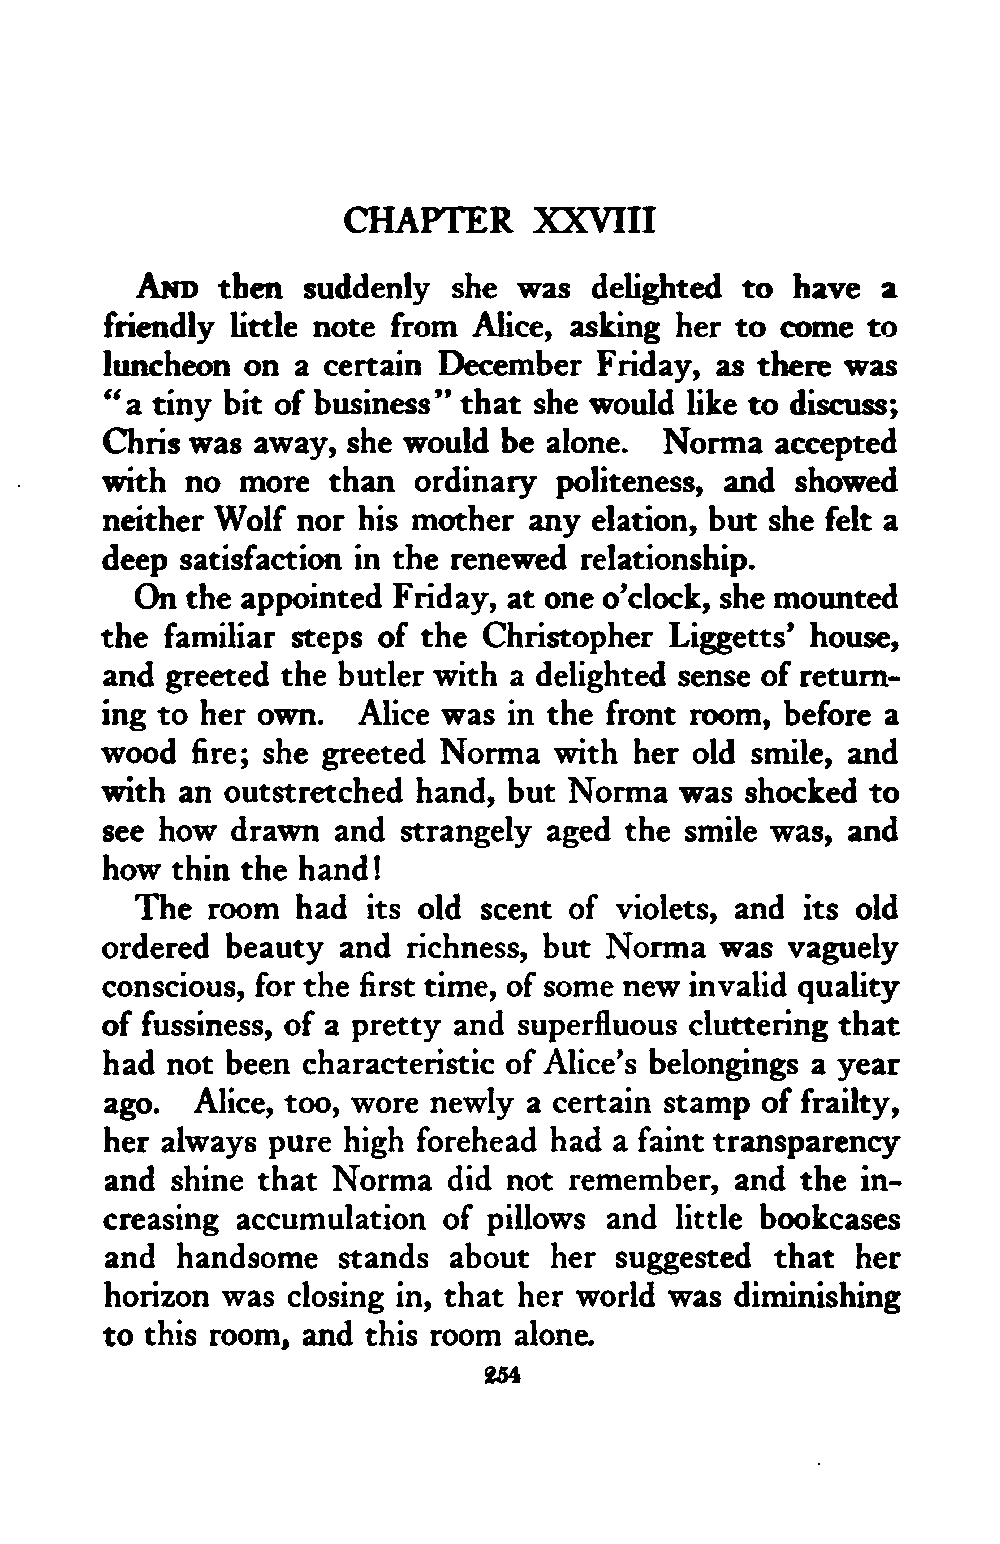 CHAPTER XXVIII
AND then suddenly she was delighted to have a
friendly little note from Alice, asking her to come to
luncheon on a certain December Friday, as there was
“a tiny bit of business” that she would like to discuss;
Chris was away, she would be alone. Norma accepted
with no more than ordinary politeness, and showed
neither Wolf nor his mother any elation, but she felt a
deep satisfaction in the renewed relationship.
On the appointed Friday, at one o’clock, she mounted
the familiar steps of the Christopher Liggetts’ house,
and greeted the butler with a delighted sense of return-
ing to her own. Alice was in the front room, before a
wood fire; she greeted Norma with her old smile, and
with an outstretched hand, but Norma was shocked to
see how drawn and strangely aged the smile was, and
how thin the hand!
The room had its old scent of violets, and its old
ordered beauty and richness, but Norma was vaguely
conscious, for the first time, of some new invalid quality
of fussiness, of a pretty and superfluous cluttering that
had not been characteristic of Alice’s belongings a year
ago. Alice, too, wore newly a certain stamp of frailty,
her always pure high forehead had a faint transparency
and shine that Norma did not remember, and the in-
creasing accumulation of pillows and little bookcases
and handsome stands about her suggested that her
horizon was closing in, that her world was diminishing
to this room, and this room alone.
254